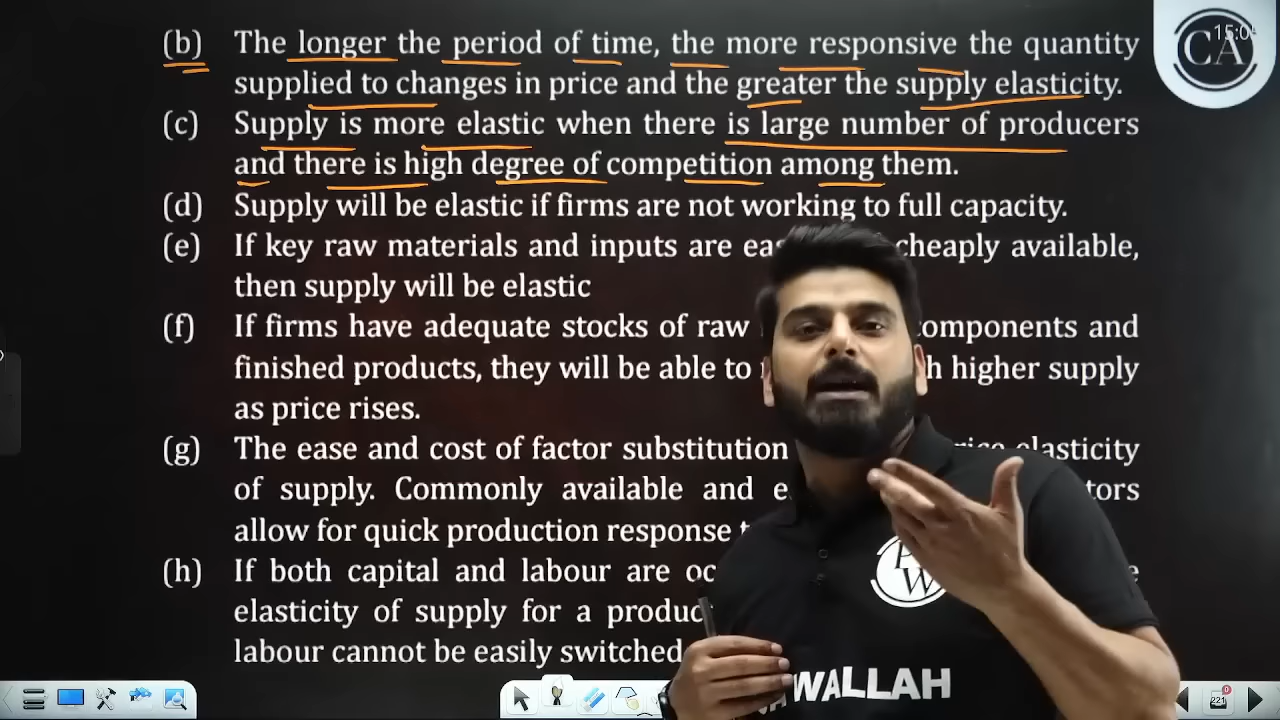 (b) The longer the period of time, the more responsive the quantity
supplied to changes in price and the greater the supply elasticity.
(c) Supply is more elastic when there is large number of producers
and there is high degree of competition among them.
(d) Supply will be elastic if firms are not working to full capacity.
(e) If key raw materials and inputs are cheaply available,
then supply will be elastic
(f) If firms have adequate stocks of raw components and
finished products, they will be able to higher supply
as price rises.
(g) The ease and cost of factor substitution elasticity
of supply. Commonly available and
allow for quick production response
(h) If both capital and labour are
elasticity of supply for a
labour cannot be easily switched
CA
PW
WALLAH
221